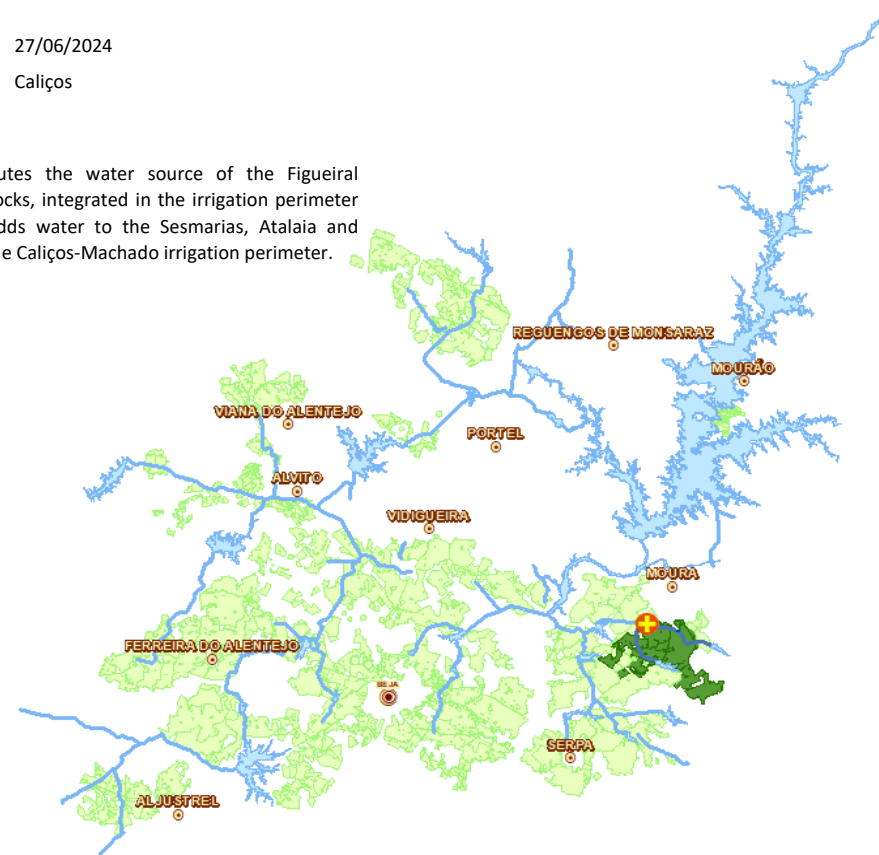 27/06/2024
Caliços
utes the water source of the Figueiral
ocks, integrated in the irrigation perimeter
dds water to the Sesmarias, Atalaia and
e Caliços-Machado irrigation perimeter.
REGUENGOS DE MONSARAZ
MOURÃO
VIANA DO ALENTEJO
PORTEL
ALVITO
VIDIGUEIRA
MOURA
FERREIRA DO ALENTEJO
BEJA
SERPA
ALJUSTREL